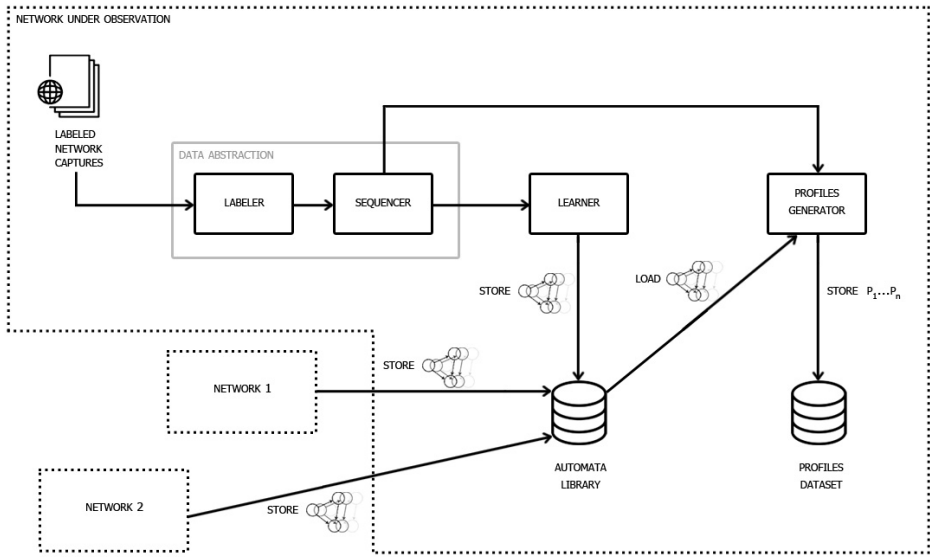 NETWORK UNDER OBSERVATION
LABELED
NETWORK
CAPTURES
DATA ABSTRACTION
LABELER
SEQUENCER
LEARNER
PROFILES
GENERATOR
STORE
LOAD
STORE P₁...Pₙ
STORE
NETWORK 1
NETWORK 2
STORE
AUTOMATA
LIBRARY
PROFILES
DATASET